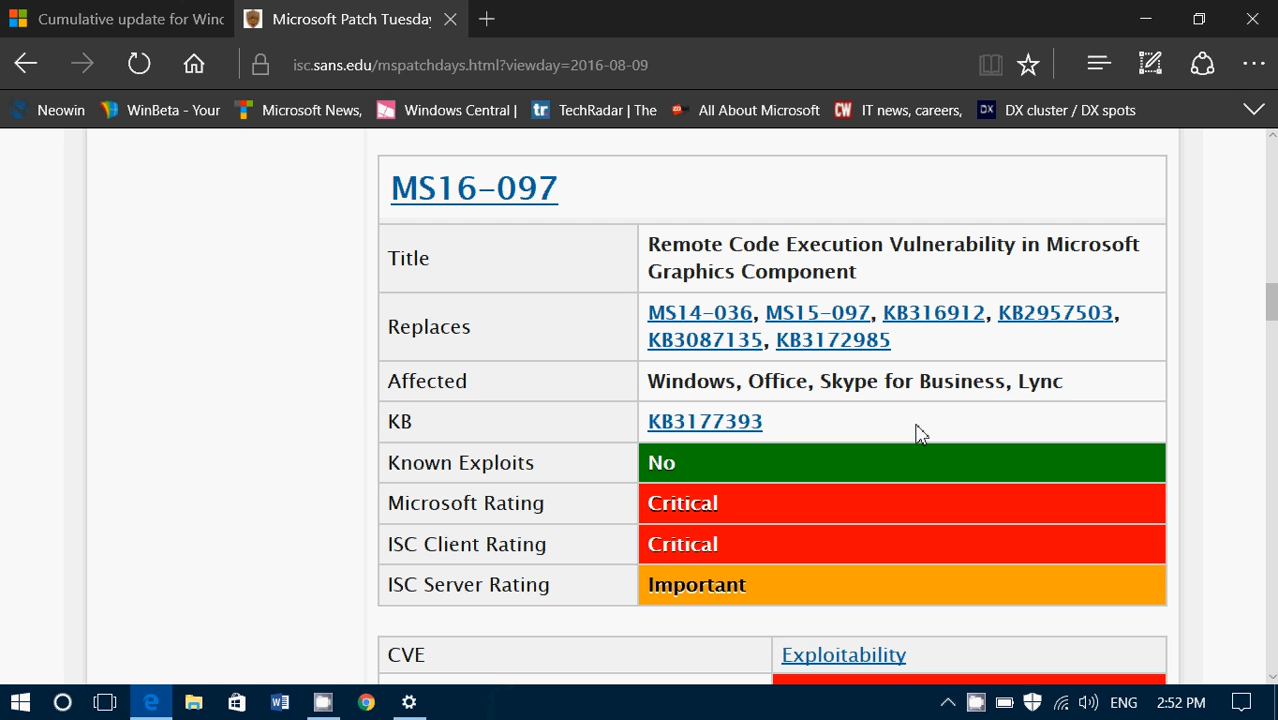 Cumulative update for Winc
Microsoft Patch Tuesday
isc.sans.edu/mspatchdays.html?viewday=2016-08-09
Neowin
WinBeta - Your
Microsoft News,
Windows Central |
tr TechRadar | The
All About Microsoft
CW IT news, careers,
DX DX cluster / DX spots
MS16-097
Title
Remote Code Execution Vulnerability in Microsoft
Graphics Component
Replaces
MS14-036, MS15-097, KB316912, KB2957503,
KB3087135, KB3172985
Affected
Windows, Office, Skype for Business, Lync
KB
KB3177393
Known Exploits
No
Microsoft Rating
Critical
ISC Client Rating
Critical
ISC Server Rating
Important
CVE
Exploitability
ENG
2:52 PM